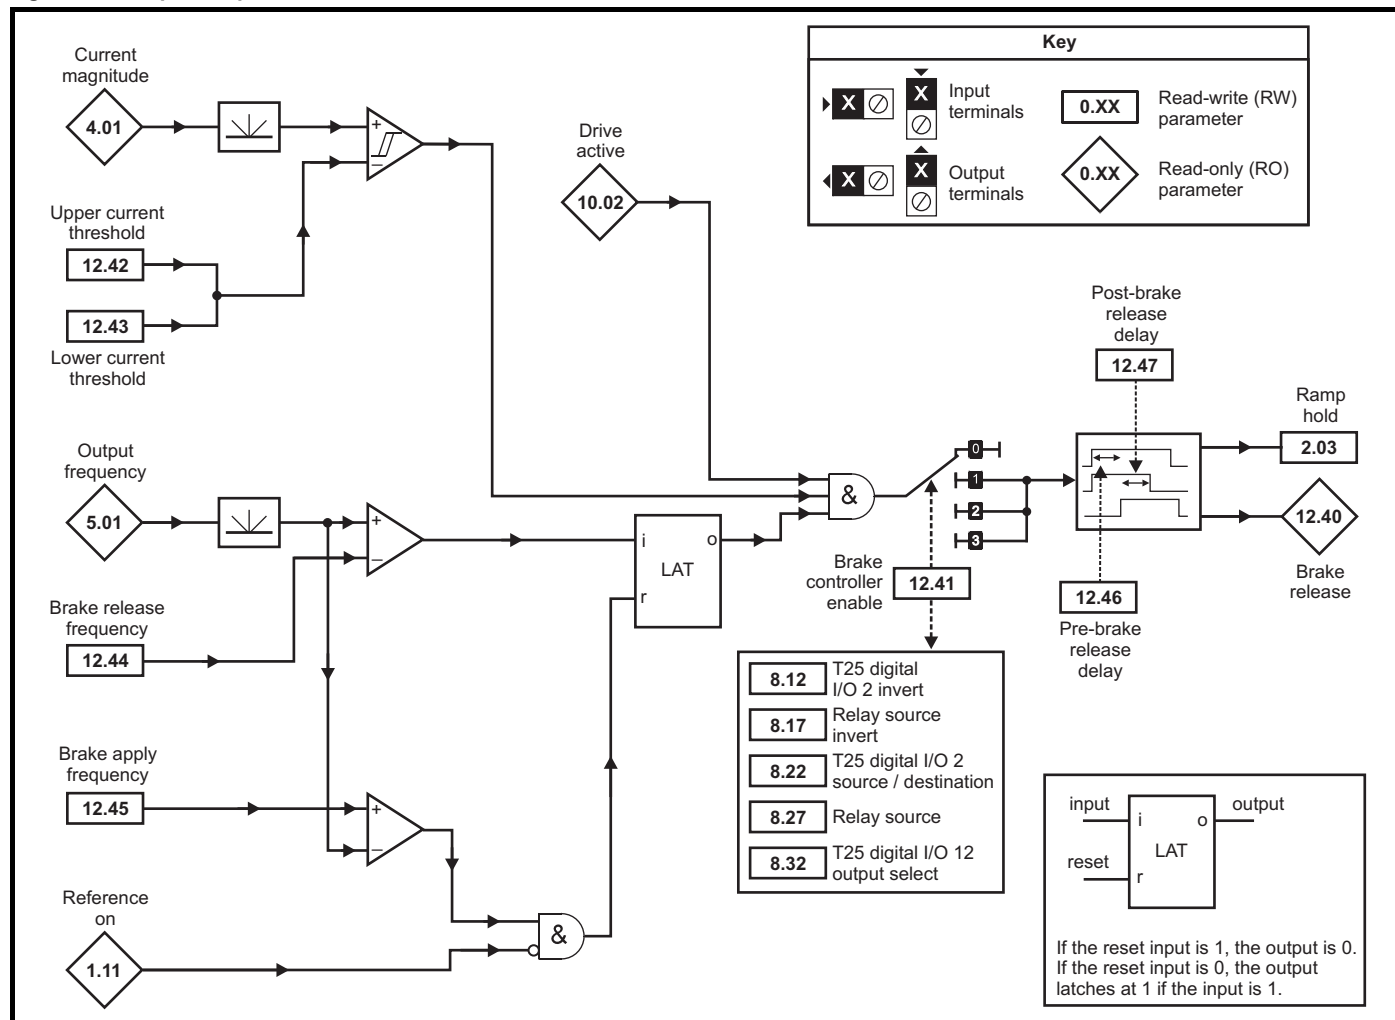 Current
magnitude
4.01
+
−
Upper current
threshold
12.42
12.43
Lower current
threshold
Drive
active
10.02
Key
X
X
Input
terminals
0.XX
Read-write (RW)
parameter
X
X
Output
terminals
0.XX
Read-only (RO)
parameter
Output
frequency
5.01
+
−
Brake release
frequency
12.44
i
o
LAT
r
&
0
1
2
3
Brake
controller
enable
12.41
Post-brake
release
delay
12.47
12.46
Pre-brake
release
delay
Ramp
hold
2.03
12.40
Brake
release
8.12
T25 digital
I/O 2 invert
8.17
Relay source
invert
8.22
T25 digital I/O 2
source / destination
8.27
Relay source
8.32
T25 digital I/O 12
output select
Brake apply
frequency
12.45
+
−
Reference
on
1.11
&
input
output
i
o
LAT
reset
r
If the reset input is 1, the output is 0.
If the reset input is 0, the output
latches at 1 if the input is 1.